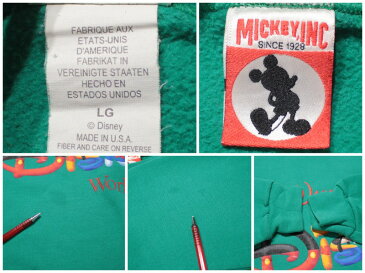 FABRIQUE AUX
ETATS-UNIS
D'AMERIQUE
FABRIKAT IN
VEREINIGTE STAATEN
HECHO EN
ESTADOS UNIDOS
LG
© Disney
MADE IN U.S.A.
FIBER AND CARE ON REVERSE
MICKEY, INC
SINCE 1928
Wor